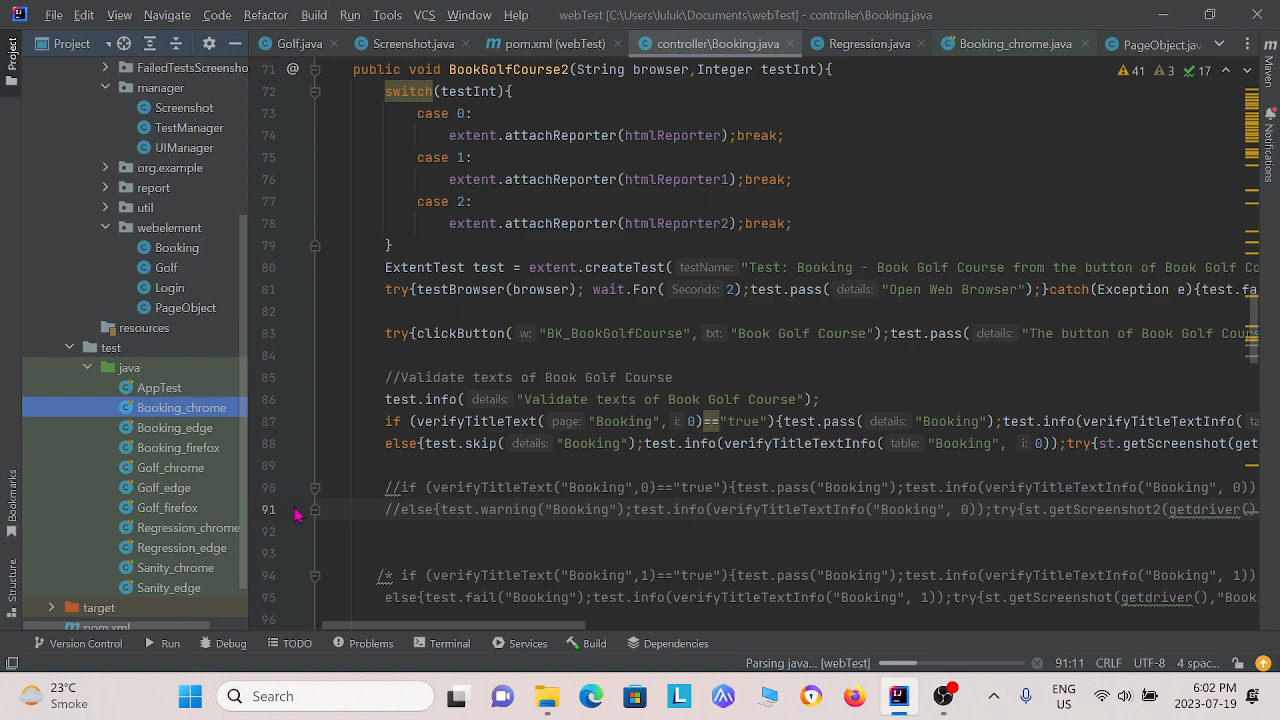 File Edit View Navigate Code Refactor Build Run Tools VCS Window Help webTest [C:\Users\luluk\Documents\webTest] - controller\Booking.java
Project
Golf.java Screenshot.java pom.xml (webTest) controller\Booking.java Regression.java Booking_chrome.java PageObject.java
Project
Bookmarks
Structure
Maven
Notifications
FailedTestsScreensho
manager
Screenshot
TestManager
UIManager
org.example
report
util
webelement
Booking
Golf
Login
PageObject
resources
test
java
AppTest
Booking_chrome
Booking_edge
Booking_firefox
Golf_chrome
Golf_edge
Golf_firefox
Regression_chrome
Regression_edge
Sanity_chrome
Sanity_edge
target
pom.xml
41 3 17
71 @ public void BookGolfCourse2(String browser,Integer testInt){
72 switch(testInt){
73 case 0:
74 extent.attachReporter(htmlReporter);break;
75 case 1:
76 extent.attachReporter(htmlReporter1);break;
77 case 2:
78 extent.attachReporter(htmlReporter2);break;
79 }
80 ExtentTest test = extent.createTest( testName: "Test: Booking - Book Golf Course from the button of Book Golf Co
81 try{testBrowser(browser); wait.For( Seconds: 2);test.pass( details: "Open Web Browser");}catch(Exception e){test.fa
82
83 try{clickButton( w: "BK_BookGolfCourse", txt: "Book Golf Course");test.pass( details: "The button of Book Golf Cours
84
85 //Validate texts of Book Golf Course
86 test.info( details: "Validate texts of Book Golf Course");
87 if (verifyTitleText( page: "Booking", i: 0)=="true"){test.pass( details: "Booking");test.info(verifyTitleTextInfo(
88 else{test.skip( details: "Booking");test.info(verifyTitleTextInfo( table: "Booking", i: 0));try{st.getScreenshot(get
89
90 //if (verifyTitleText("Booking",0)=="true"){test.pass("Booking");test.info(verifyTitleTextInfo("Booking", 0))
91 //else{test.warning("Booking");test.info(verifyTitleTextInfo("Booking", 0));try{st.getScreenshot2(getdriver()
92
93
94 /* if (verifyTitleText("Booking",1)=="true"){test.pass("Booking");test.info(verifyTitleTextInfo("Booking", 1))
95 else{test.fail("Booking");test.info(verifyTitleTextInfo("Booking", 1));try{st.getScreenshot(getdriver(),"Book
96
Version Control Run Debug TODO Problems Terminal Services Build Dependencies
Parsing java... [webTest] 91:11 CRLF UTF-8 4 spac...
23°C
Smoke
Search
ENG
US
6:02 PM
2023-07-19